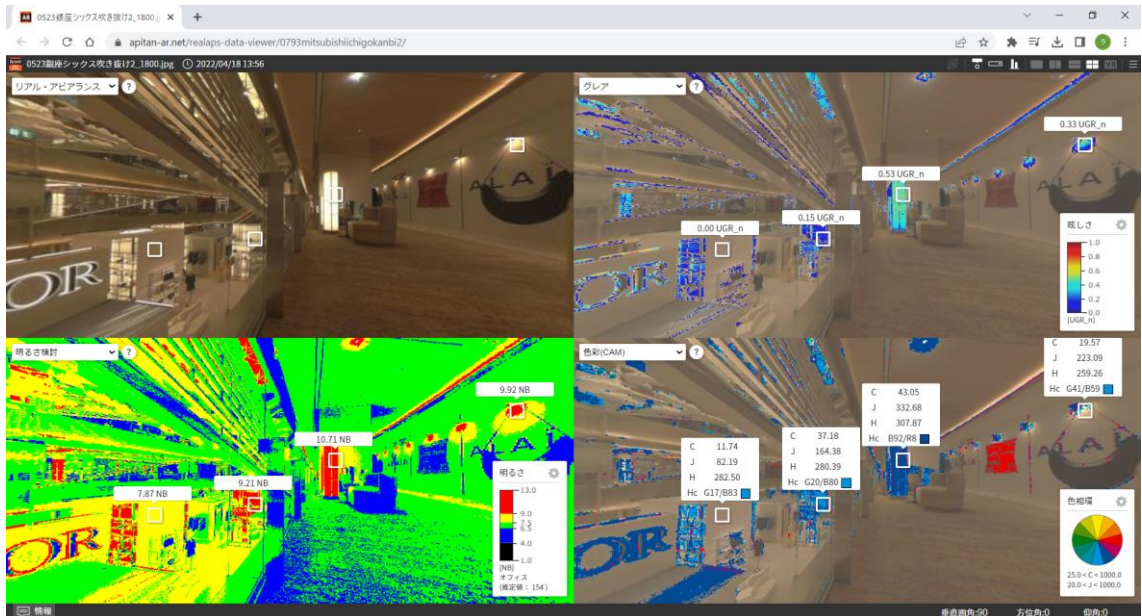 AR 0523銀座シックス吹き抜け2_1800.j
apitan-ar.net/realaps-data-viewer/0793mitsubishiichigokanbi2/
0523銀座シックス吹き抜け2_1800.jpg 2022/04/18 13:56
リアル・アピアランス ?
ALAI
OR
グレア ?
0.33 UGR_n
0.53 UGR_n
0.15 UGR_n
0.00 UGR_n
ALAI
OR
眩しさ
1.0
0.8
0.6
0.4
0.2
0.0
[UGR_n]
明るさ検討 ?
9.92 NB
10.71 NB
9.21 NB
7.87 NB
ALAI
OR
明るさ
13.0
9.0
7.5
6.5
4.0
1.0
[NB]
オフィス
(推定値：154)
色彩(CAM) ?
C 19.57
J 223.09
H 259.26
Hc G41/B59
C 43.05
J 332.68
H 307.87
Hc B92/R8
C 37.18
J 164.38
H 280.39
Hc G20/B80
C 11.74
J 82.19
H 282.50
Hc G17/B83
ALAI
OR
色相環
25.0 < C < 1000.0
20.0 < J < 1000.0
情報
垂直画角:90 方位角:0 仰角:0